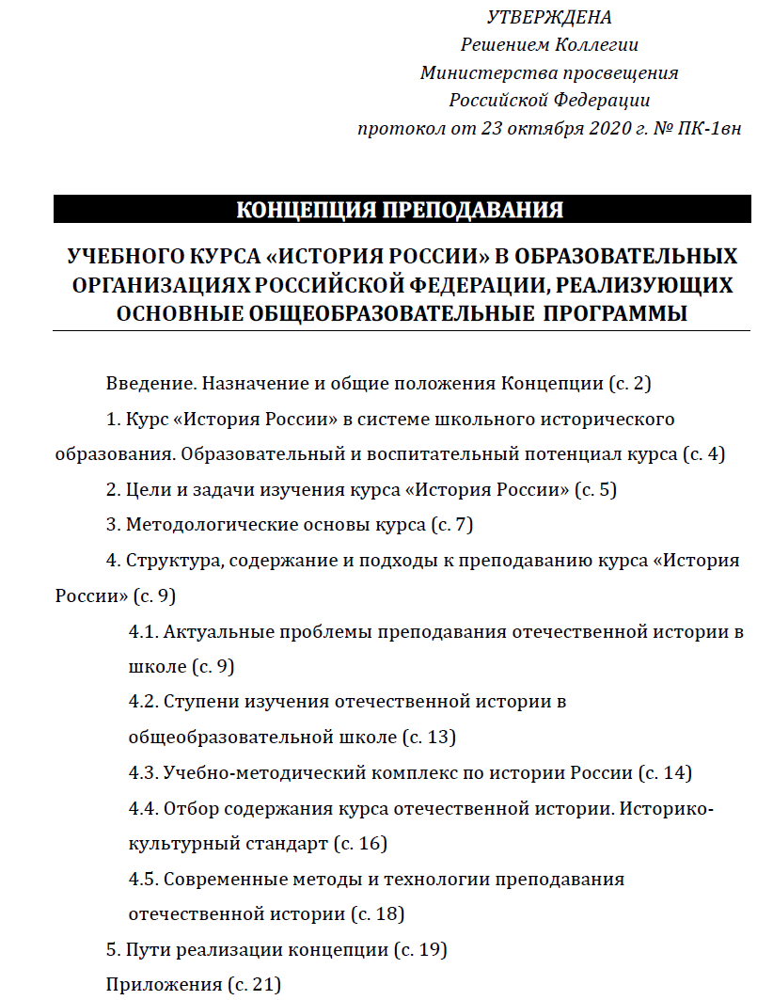 УТВЕРЖДЕНА
Решением Коллегии
Министерства просвещения
Российской Федерации
протокол от 23 октября 2020 г. № ПК-1вн
КОНЦЕПЦИЯ ПРЕПОДАВАНИЯ
УЧЕБНОГО КУРСА «ИСТОРИЯ РОССИИ» В ОБРАЗОВАТЕЛЬНЫХ
ОРГАНИЗАЦИЯХ РОССИЙСКОЙ ФЕДЕРАЦИИ, РЕАЛИЗУЮЩИХ
ОСНОВНЫЕ ОБЩЕОБРАЗОВАТЕЛЬНЫЕ ПРОГРАММЫ
Введение. Назначение и общие положения Концепции (с. 2)
1. Курс «История России» в системе школьного исторического
образования. Образовательный и воспитательный потенциал курса (с. 4)
2. Цели и задачи изучения курса «История России» (с. 5)
3. Методологические основы курса (с. 7)
4. Структура, содержание и подходы к преподаванию курса «История
России» (с. 9)
4.1. Актуальные проблемы преподавания отечественной истории в
школе (с. 9)
4.2. Ступени изучения отечественной истории в
общеобразовательной школе (с. 13)
4.3. Учебно-методический комплекс по истории России (с. 14)
4.4. Отбор содержания курса отечественной истории. Историко-
культурный стандарт (с. 16)
4.5. Современные методы и технологии преподавания
отечественной истории (с. 18)
5. Пути реализации концепции (с. 19)
Приложения (с. 21)